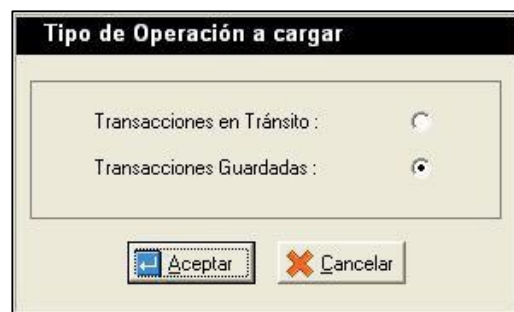 Tipo de Operación a cargar
Transacciones en Tránsito :
Transacciones Guardadas :
Aceptar Cancelar